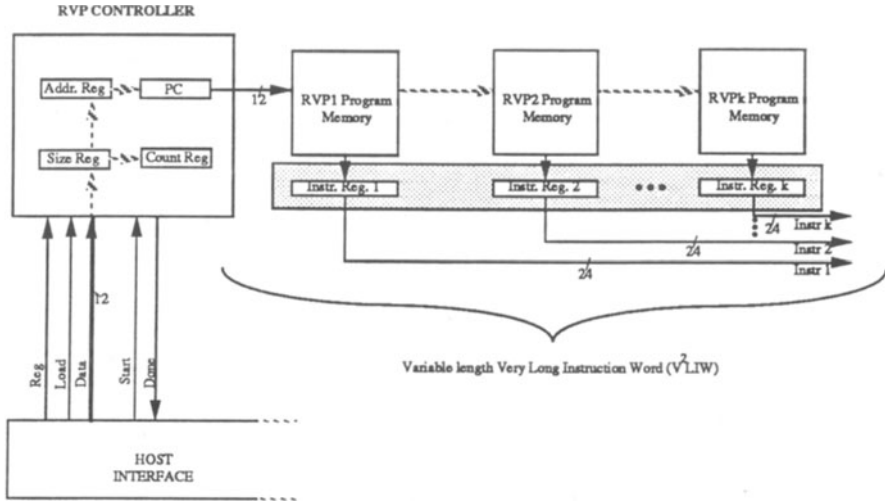 RVP CONTROLLER
Addr. Reg
PC
Size Reg
Count Reg
12
RVP1 Program
Memory
RVP2 Program
Memory
RVPk Program
Memory
Instr. Reg. 1
Instr. Reg. 2
Instr. Reg. k
24
Instr k
24
Instr 2
24
Instr 1
12
Reg
Load
Data
Start
Done
Variable length Very Long Instruction Word (V²LIW)
HOST
INTERFACE